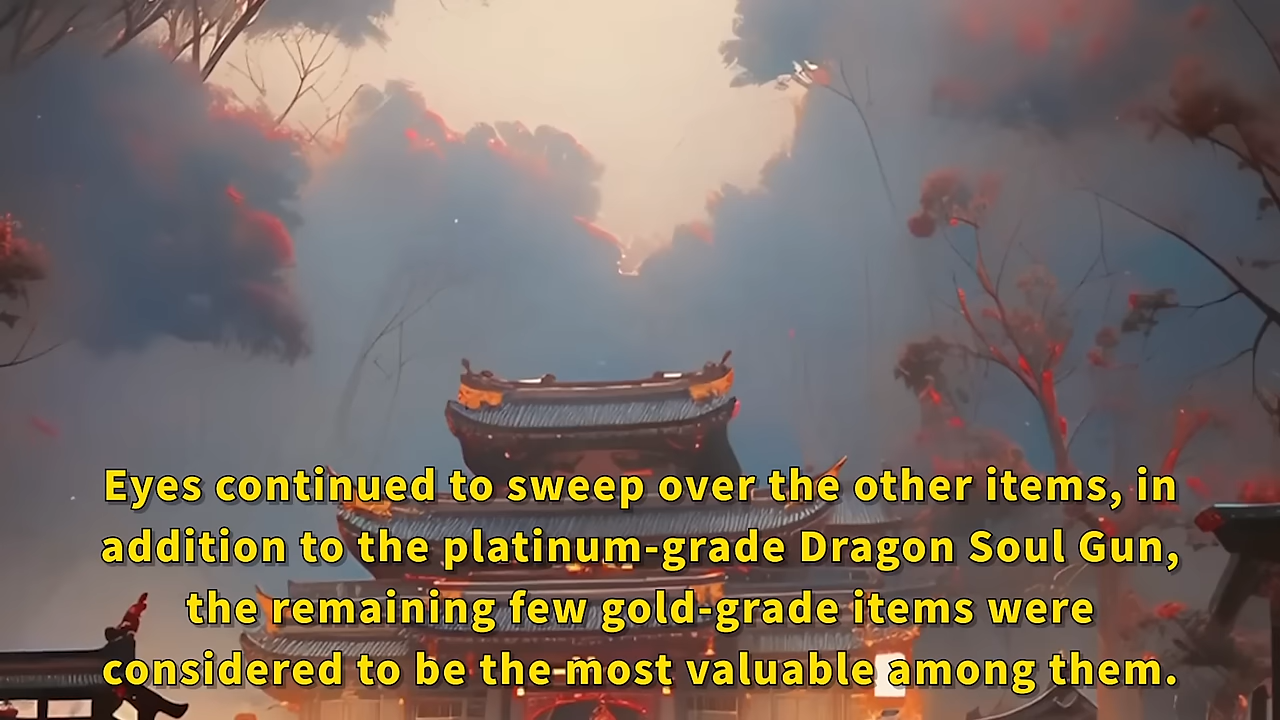 Eyes continued to sweep over the other items, in
addition to the platinum-grade Dragon Soul Gun,
the remaining few gold-grade items were
considered to be the most valuable among them.